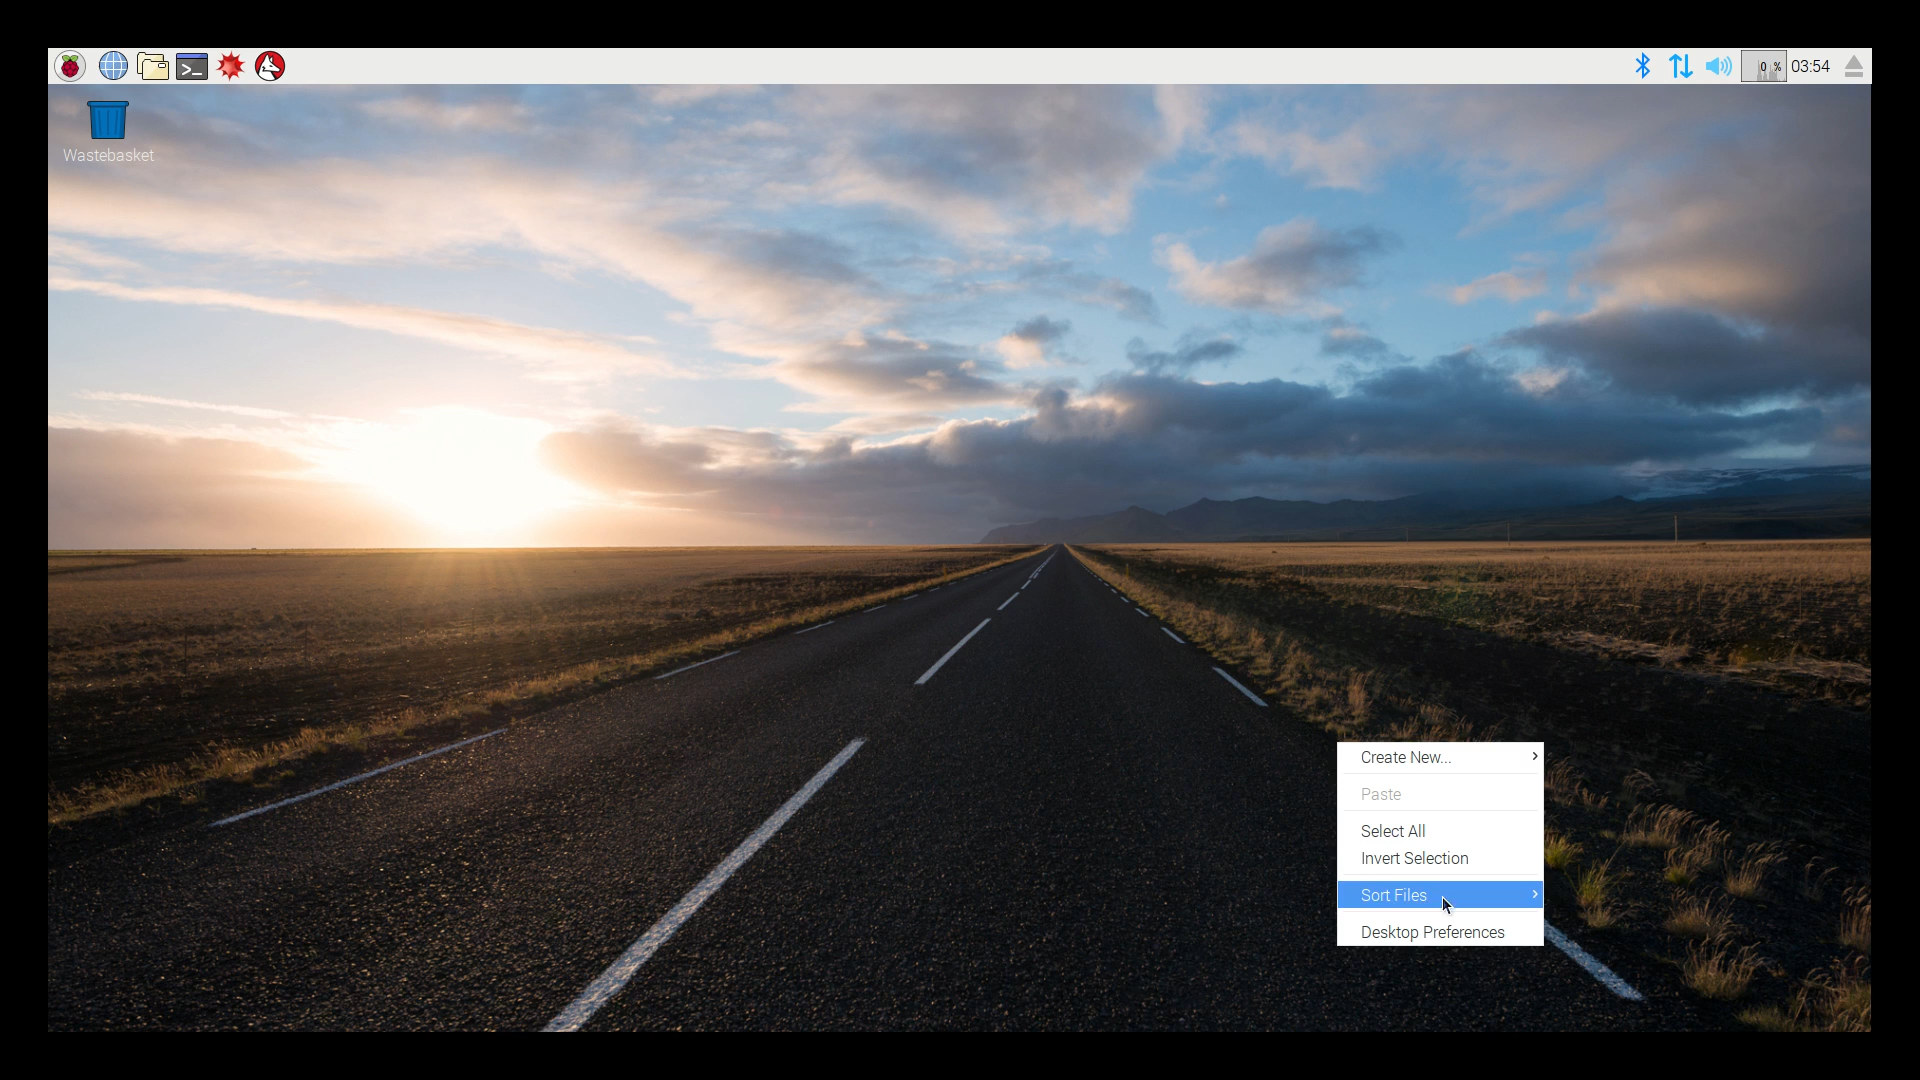 0 %
03:54
Wastebasket
Create New...
Paste
Select All
Invert Selection
Sort Files
Desktop Preferences